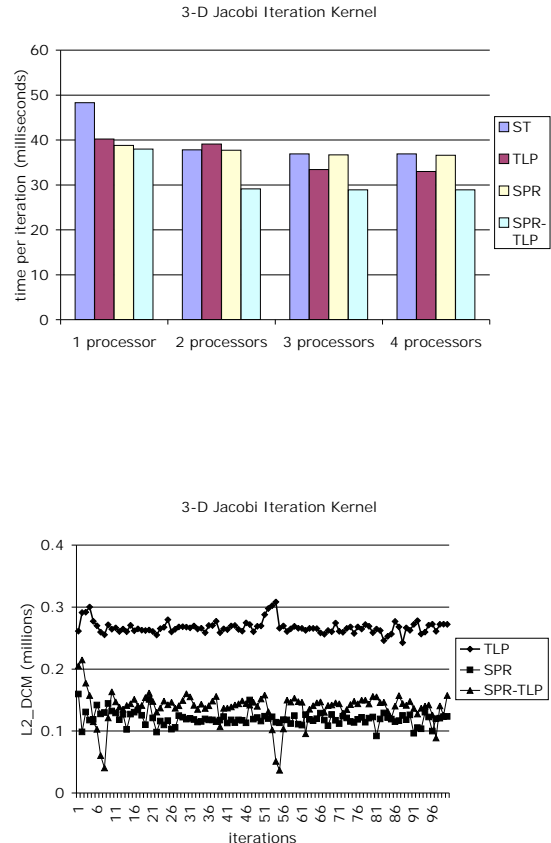 3-D Jacobi Iteration Kernel
time per iteration (milliseconds)
60
50
40
30
20
10
0
1 processor
2 processors
3 processors
4 processors
ST
TLP
SPR
SPR-
TLP
3-D Jacobi Iteration Kernel
L2_DCM (millions)
0.4
0.3
0.2
0.1
0
1
6
11
16
21
26
31
36
41
46
51
56
61
66
71
76
81
86
91
96
iterations
TLP
SPR
SPR-TLP